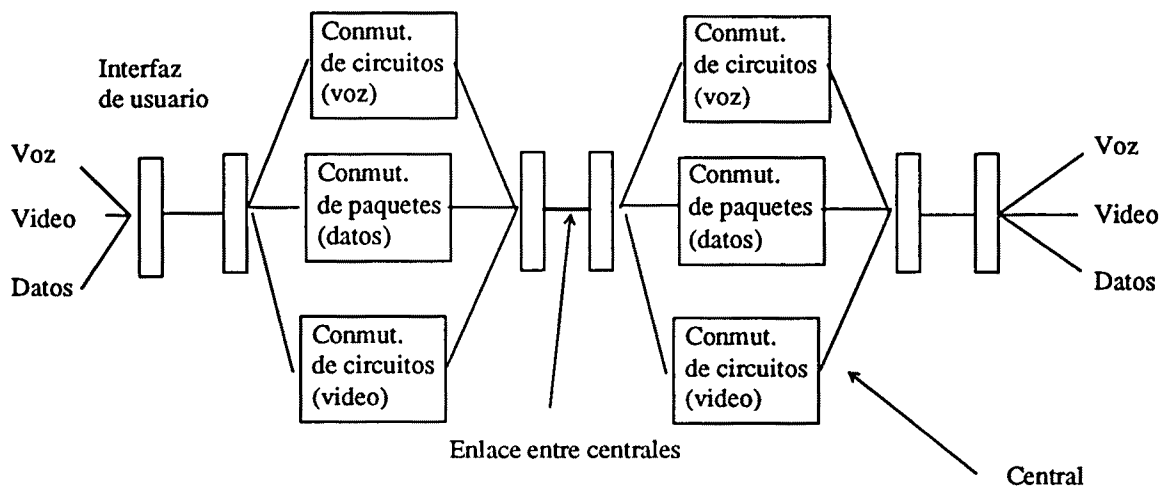 Interfaz
de usuario
Voz
Video
Datos
Conmut.
de circuitos
(voz)
Conmut.
de paquetes
(datos)
Conmut.
de circuitos
(video)
Conmut.
de circuitos
(voz)
Conmut.
de paquetes
(datos)
Conmut.
de circuitos
(video)
Voz
Video
Datos
Enlace entre centrales
Central